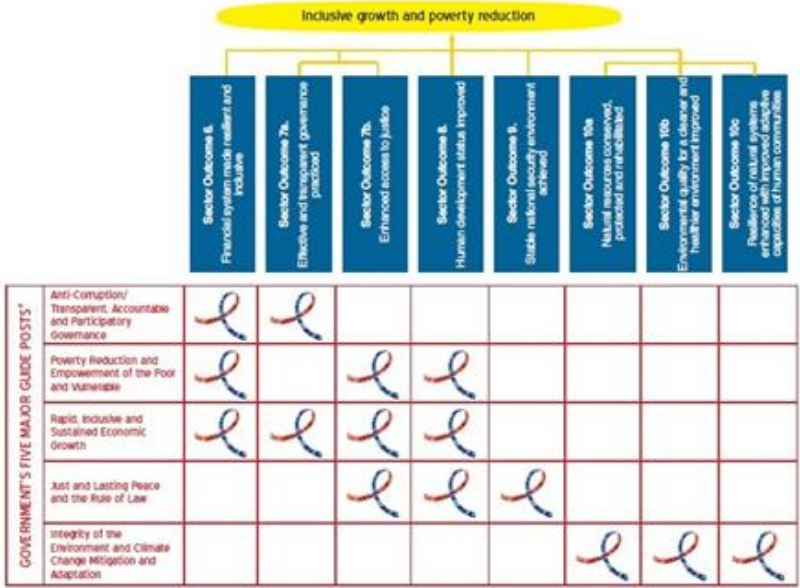 Inclusive growth and poverty reduction
Sector Outcome 6.
Financial system made resilient and
inclusive
Sector Outcome 7a.
Effective and transparent governance
practiced
Sector Outcome 7b.
Enhanced access to justice
Sector Outcome 8.
Human development status improved
Sector Outcome 9.
Stable national security environment
achieved
Sector Outcome 10a
Natural resources conserved,
protected and rehabilitated
Sector Outcome 10b
Environmental quality for a cleaner and
healthier environment improved
Sector Outcome 10c
Resilience of natural systems
enhanced with improved adaptive
capacities of human communities
GOVERNMENT'S FIVE MAJOR GUIDE POSTS*
Anti-Corruption/
Transparent, Accountable
and Participatory
Governance
Poverty Reduction and
Empowerment of the Poor
and Vulnerable
Rapid, Inclusive and
Sustained Economic
Growth
Just and Lasting Peace
and the Rule of Law
Integrity of the
Environment and Climate
Change Mitigation and
Adaptation